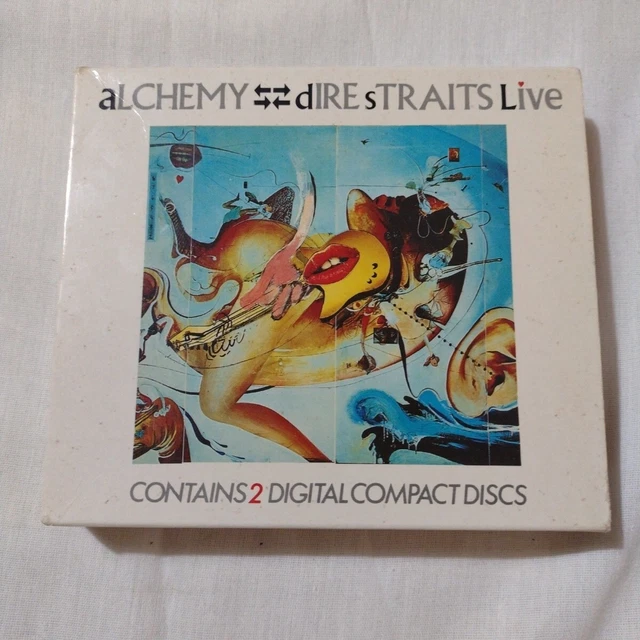 aLCHEMY dIRE sTRAITS Live
CONTAINS 2 DIGITAL COMPACT DISCS